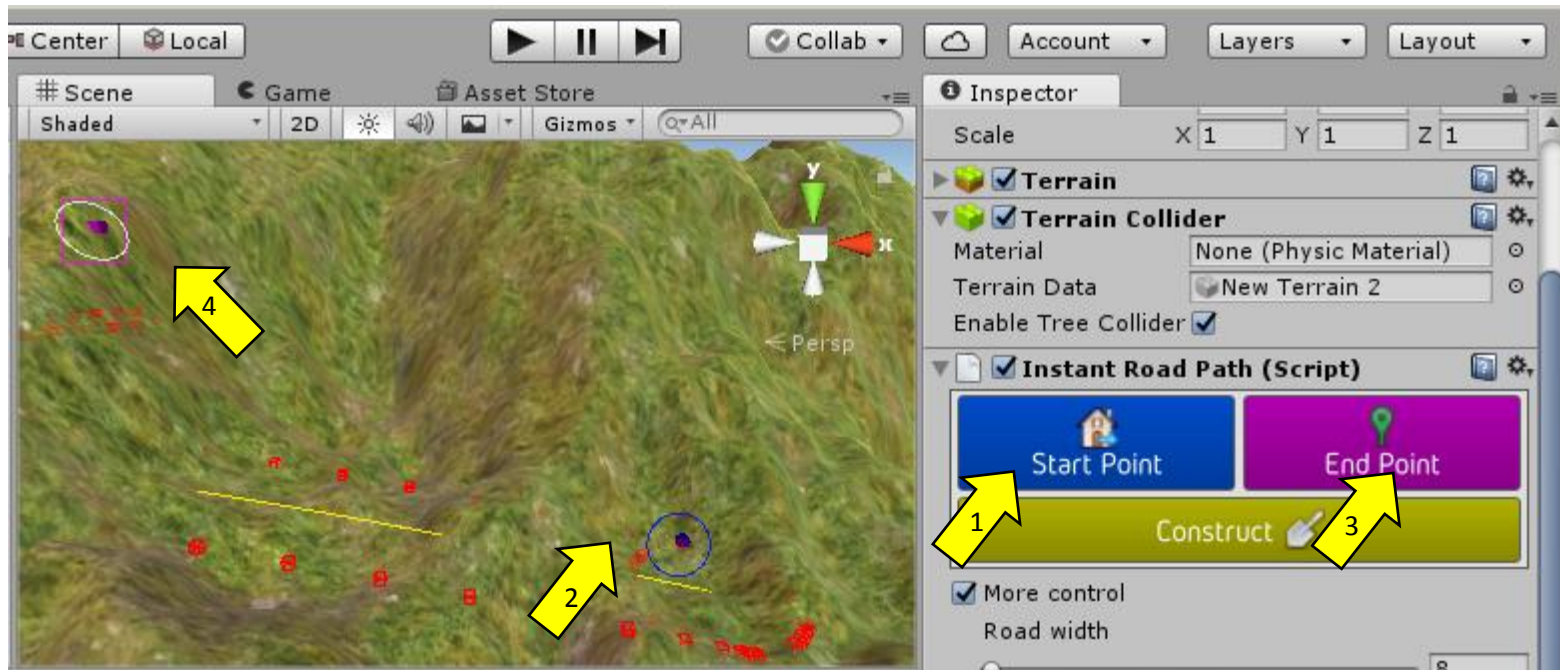 Center Local Collab Account Layers Layout
Scene Game Asset Store Inspector
Shaded 2D Gizmos All
Scale X 1 Y 1 Z 1
Terrain
Terrain Collider
Material None (Physic Material)
Terrain Data New Terrain 2
Enable Tree Collider
Instant Road Path (Script)
Start Point End Point
Construct
More control
Road width
8
y
x
Persp
4
2
1
3